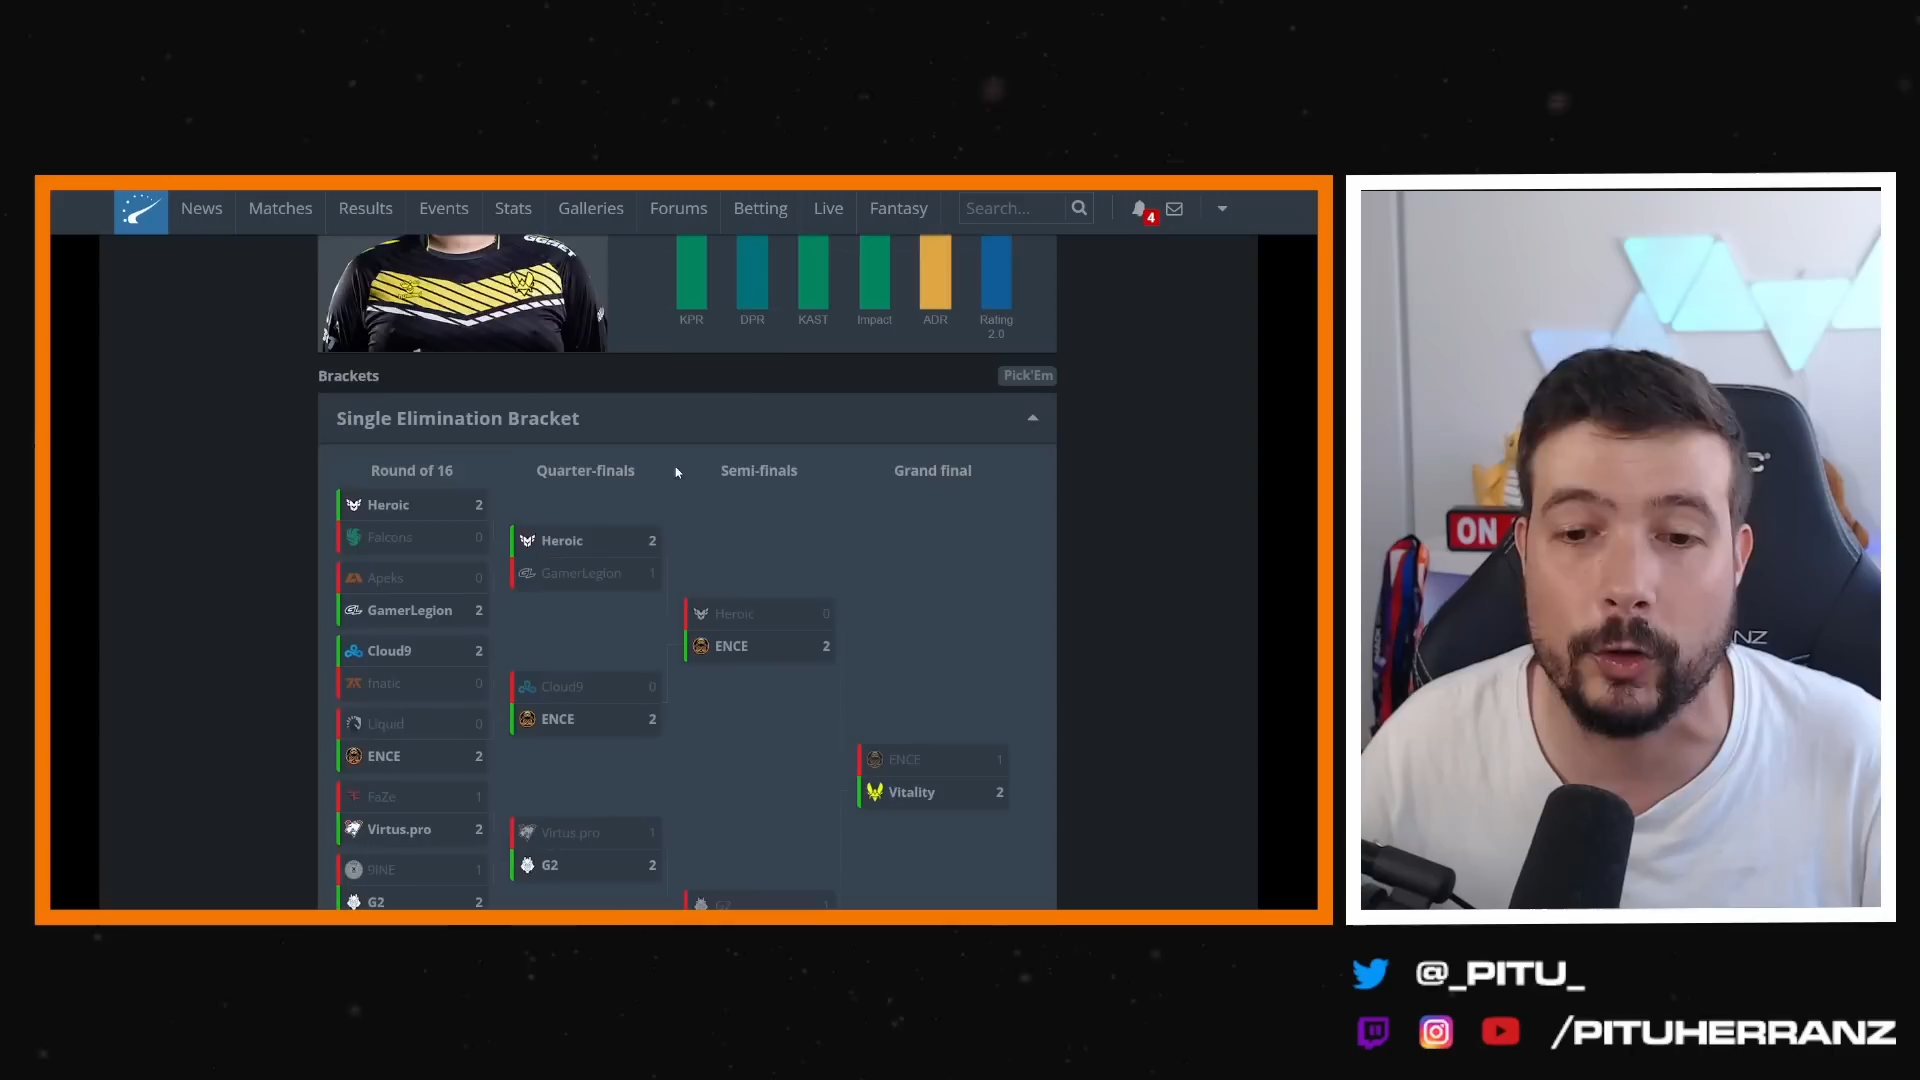 News Matches Results Events Stats Galleries Forums Betting Live Fantasy Search... 4
GGBET
KPR DPR KAST Impact ADR Rating
2.0
Brackets Pick'Em
Single Elimination Bracket
Round of 16 Quarter-finals Semi-finals Grand final
Heroic 2
Falcons 0
Apeks 0
GamerLegion 2
Cloud9 2
fnatic 0
Liquid 0
ENCE 2
FaZe 1
Virtus.pro 2
9INE 1
G2 2
Heroic 2
GamerLegion 1
Cloud9 0
ENCE 2
Virtus.pro 1
G2 2
Heroic 0
ENCE 2
G2 1
ENCE 1
Vitality 2
ON
NZ
@_PITU_
/PITUHERRANZ